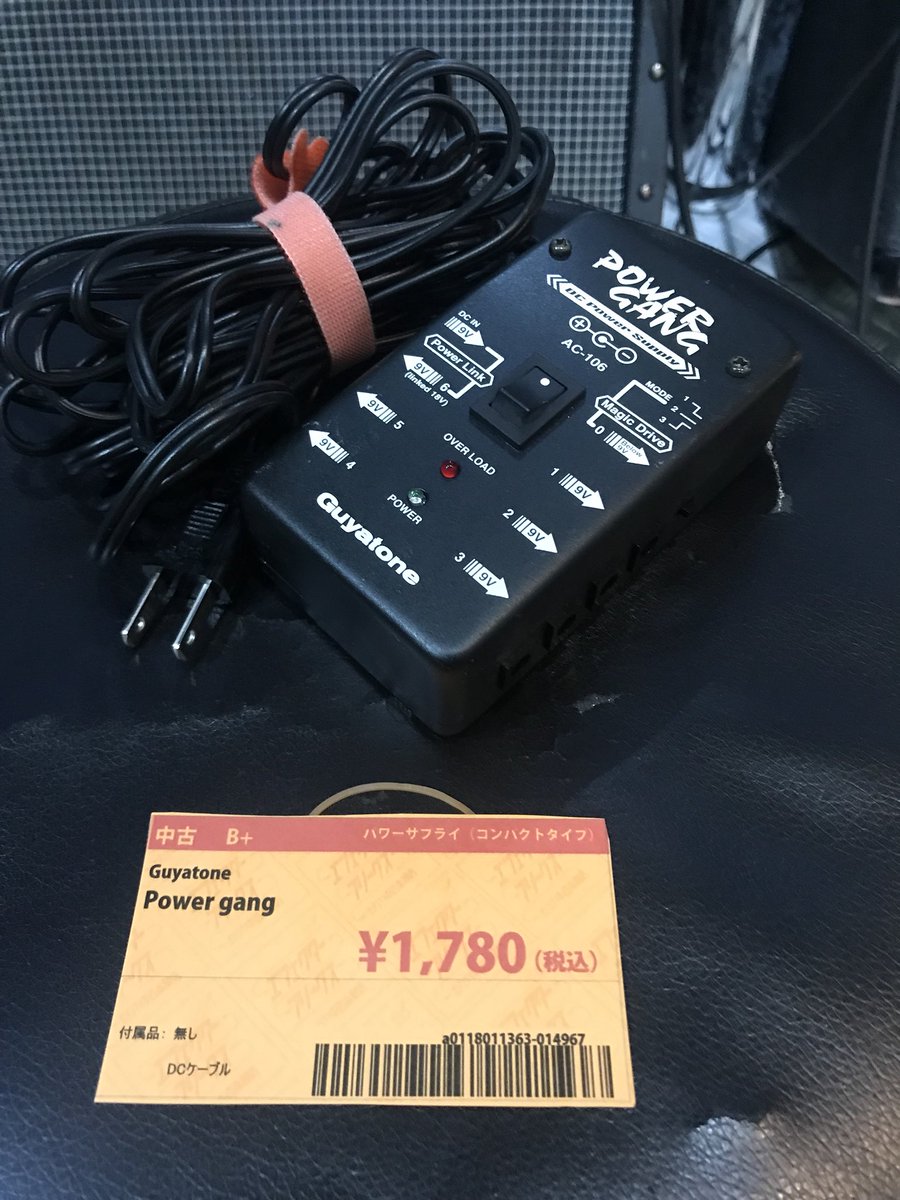 POWER
GANG
DC Power Supply
AC-106
DC IN
9V
Power Link
9V 6
(linked 18V)
9V 5
9V 4
MODE 1
2
3
Magic Drive
0 Below 9V
1 9V
2 9V
3 9V
OVER LOAD
POWER
Guyatone
中古 B+ パワーサプライ（コンパクトタイプ）
Guyatone
Power gang
¥1,780(税込)
付属品: 無し
a0118011363-014967
DCケーブル